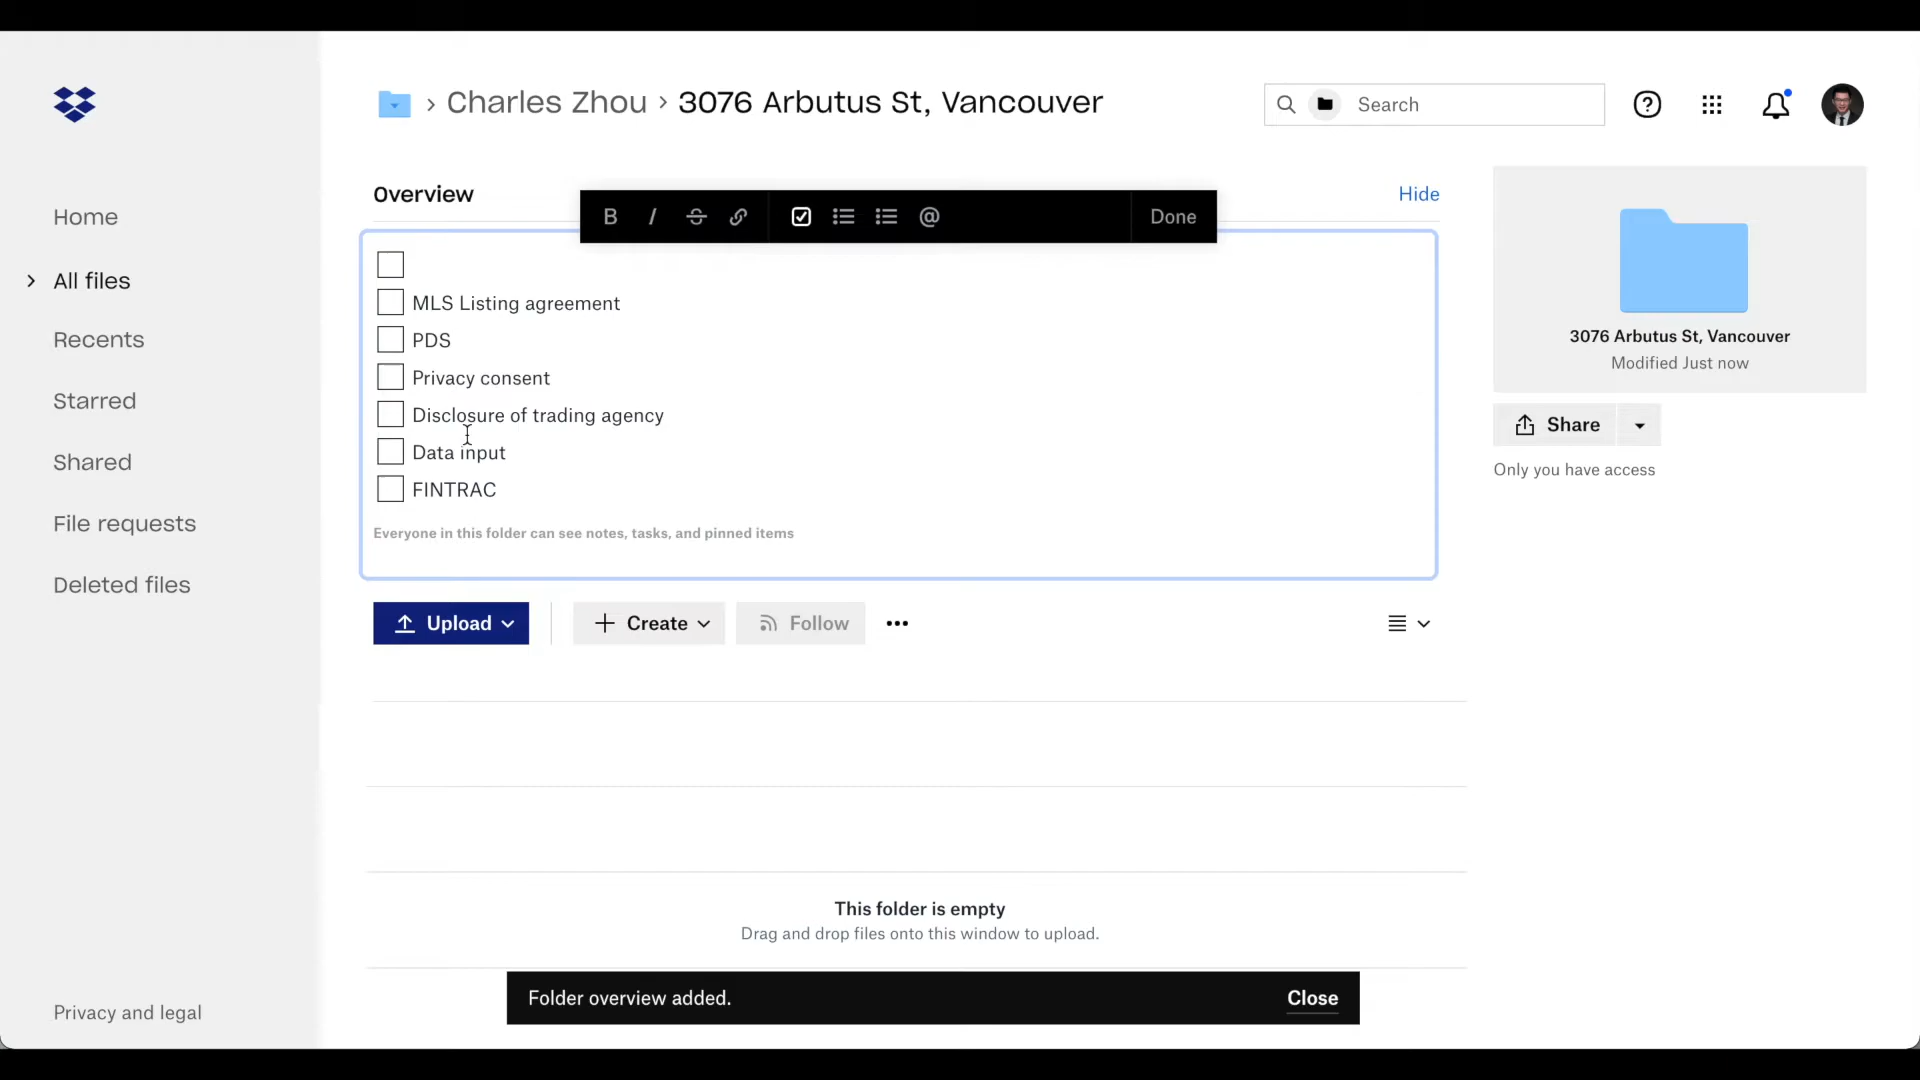 Charles Zhou › 3076 Arbutus St, Vancouver
Search
Home
All files
Recents
Starred
Shared
File requests
Deleted files
Privacy and legal
Overview
Hide
B I S @ Done
MLS Listing agreement
PDS
Privacy consent
Disclosure of trading agency
Data input
FINTRAC
Everyone in this folder can see notes, tasks, and pinned items
Upload
Create
Follow
This folder is empty
Drag and drop files onto this window to upload.
Folder overview added.
Close
3076 Arbutus St, Vancouver
Modified Just now
Share
Only you have access